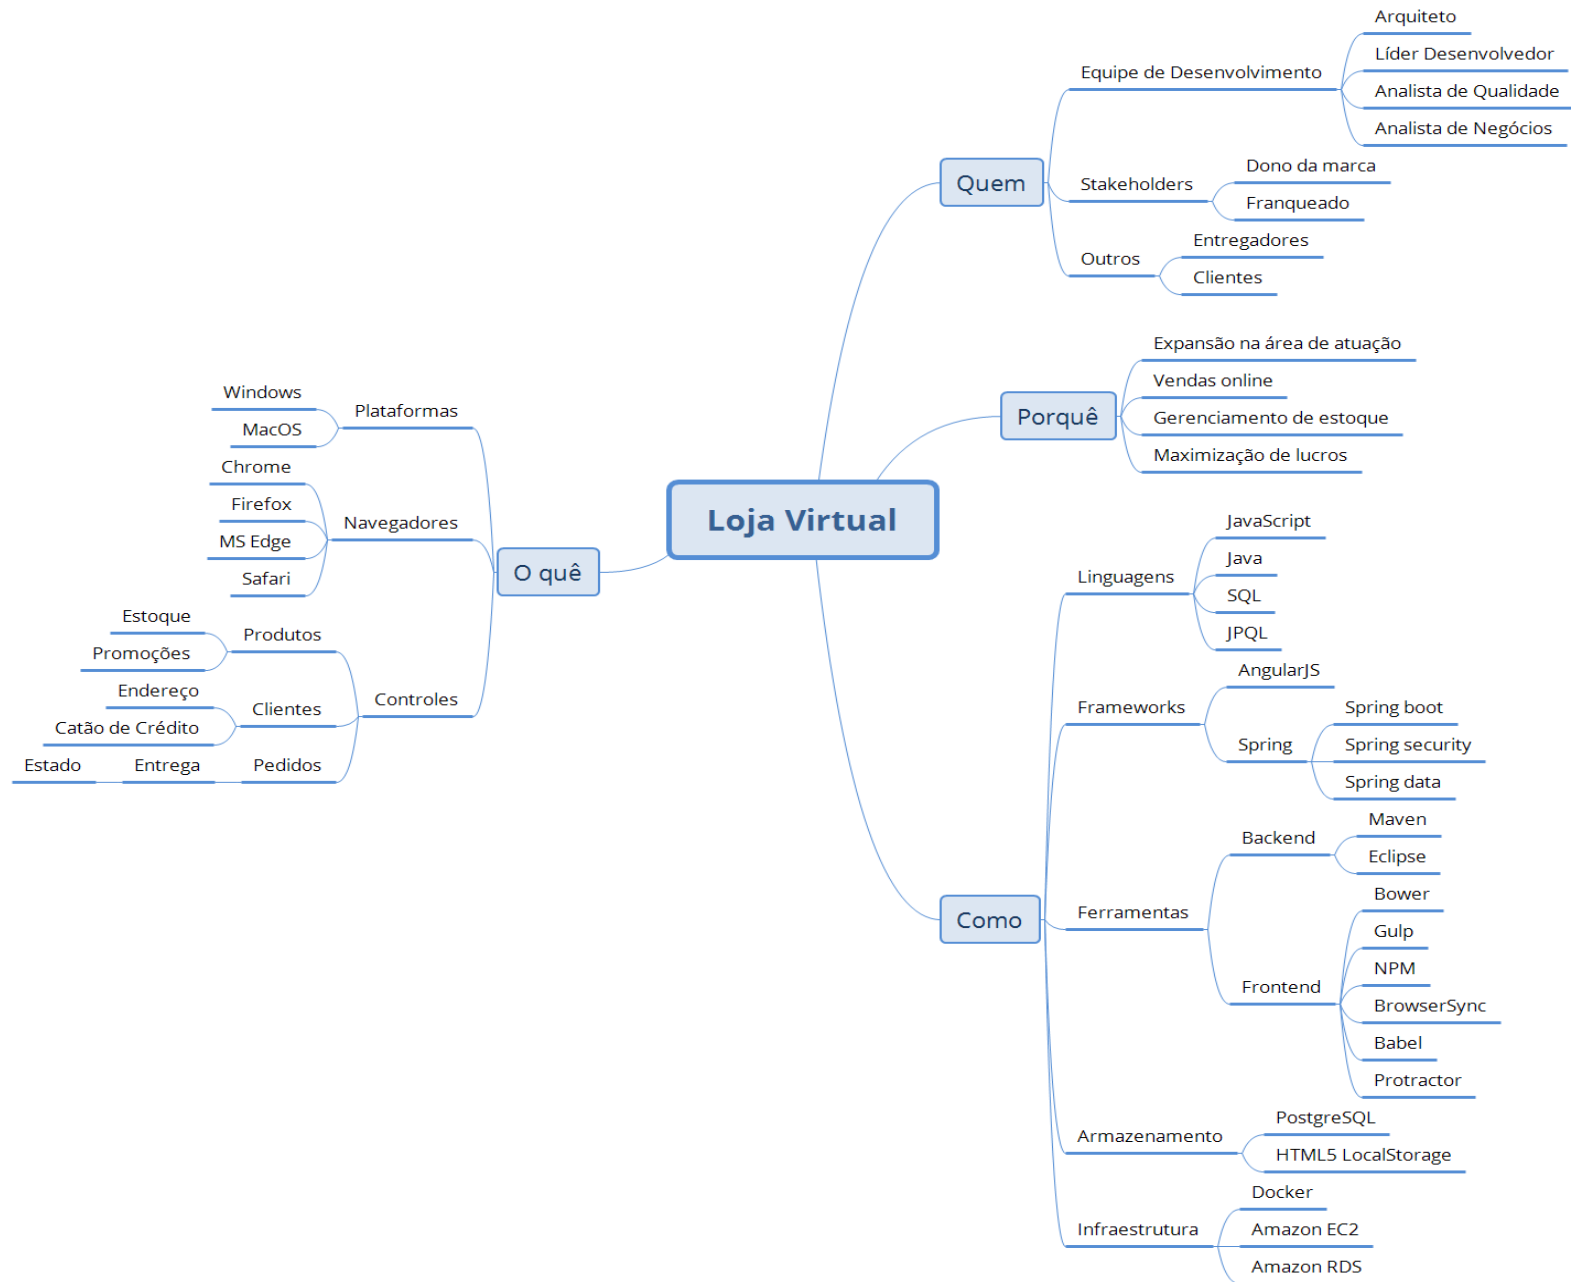 Loja Virtual
Quem
Equipe de Desenvolvimento
Arquiteto
Líder Desenvolvedor
Analista de Qualidade
Analista de Negócios
Stakeholders
Dono da marca
Franqueado
Outros
Entregadores
Clientes
Porquê
Expansão na área de atuação
Vendas online
Gerenciamento de estoque
Maximização de lucros
Como
Linguagens
JavaScript
Java
SQL
JPQL
Frameworks
AngularJS
Spring
Spring boot
Spring security
Spring data
Ferramentas
Backend
Maven
Eclipse
Frontend
Bower
Gulp
NPM
BrowserSync
Babel
Protractor
Armazenamento
PostgreSQL
HTML5 LocalStorage
Infraestrutura
Docker
Amazon EC2
Amazon RDS
O quê
Plataformas
Windows
MacOS
Navegadores
Chrome
Firefox
MS Edge
Safari
Controles
Produtos
Estoque
Promoções
Clientes
Endereço
Catão de Crédito
Pedidos
Entrega
Estado